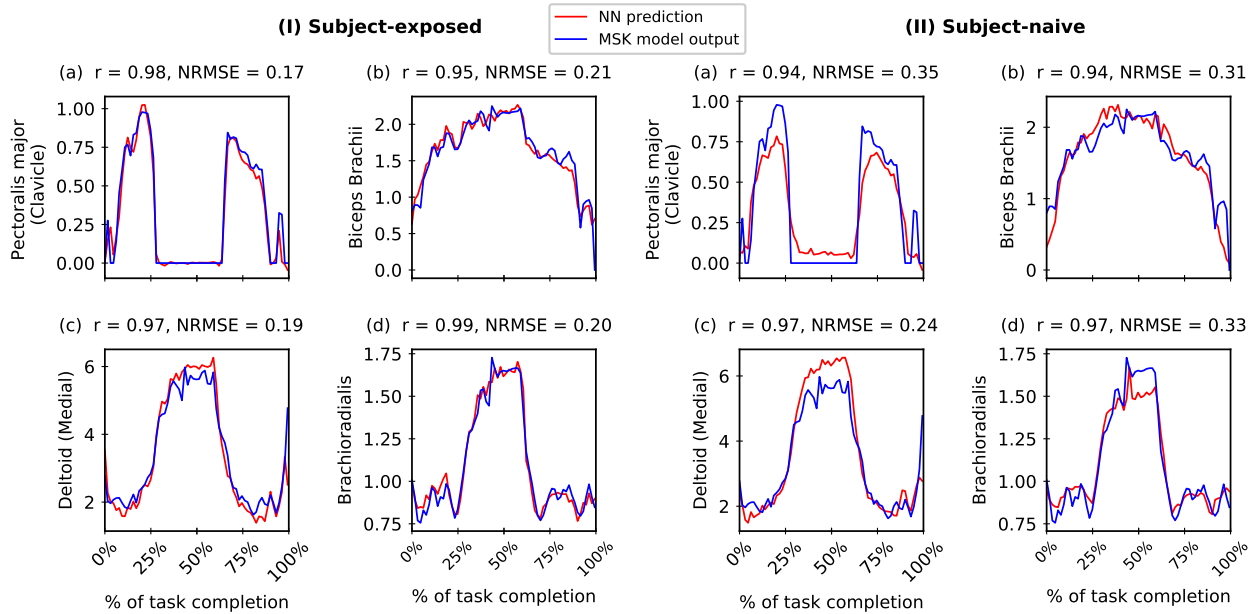 (I) Subject-exposed
NN prediction
MSK model output
(II) Subject-naive
(a) r = 0.98, NRMSE = 0.17
(b) r = 0.95, NRMSE = 0.21
(a) r = 0.94, NRMSE = 0.35
(b) r = 0.94, NRMSE = 0.31
Pectoralis major
(Clavicle)
1.00
0.75
0.50
0.25
0.00
Biceps Brachii
2.0
1.5
1.0
0.5
0.0
Pectoralis major
(Clavicle)
1.00
0.75
0.50
0.25
0.00
Biceps Brachii
2
1
0
(c) r = 0.97, NRMSE = 0.19
(d) r = 0.99, NRMSE = 0.20
(c) r = 0.97, NRMSE = 0.24
(d) r = 0.97, NRMSE = 0.33
Deltoid (Medial)
6
4
2
0% 25% 50% 75% 100%
% of task completion
Brachioradialis
1.75
1.50
1.25
1.00
0.75
0% 25% 50% 75% 100%
% of task completion
Deltoid (Medial)
6
4
2
0% 25% 50% 75% 100%
% of task completion
Brachioradialis
1.75
1.50
1.25
1.00
0.75
0% 25% 50% 75% 100%
% of task completion